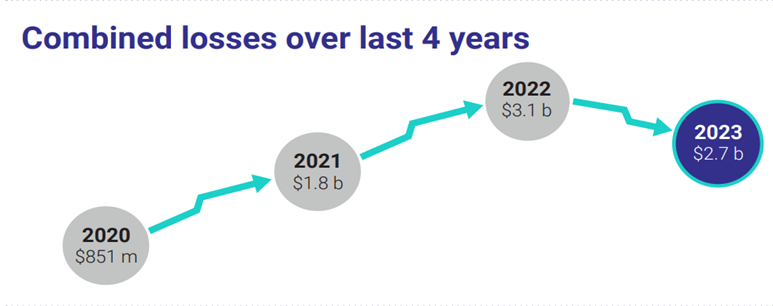 Combined losses over last 4 years
2020
$851 m
2021
$1.8 b
2022
$3.1 b
2023
$2.7 b